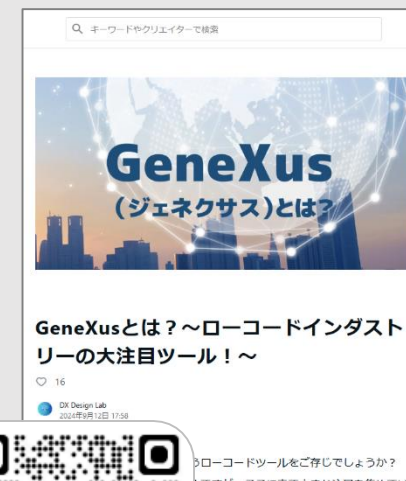 キーワードやクリエイターで検索
GeneXus
(ジェネクサス)とは?
GeneXusとは？～ローコードインダスト
リーの大注目ツール！～
16
DX Design Lab
2024年9月12日 17:58
うローコードツールをご存じでしょうか？